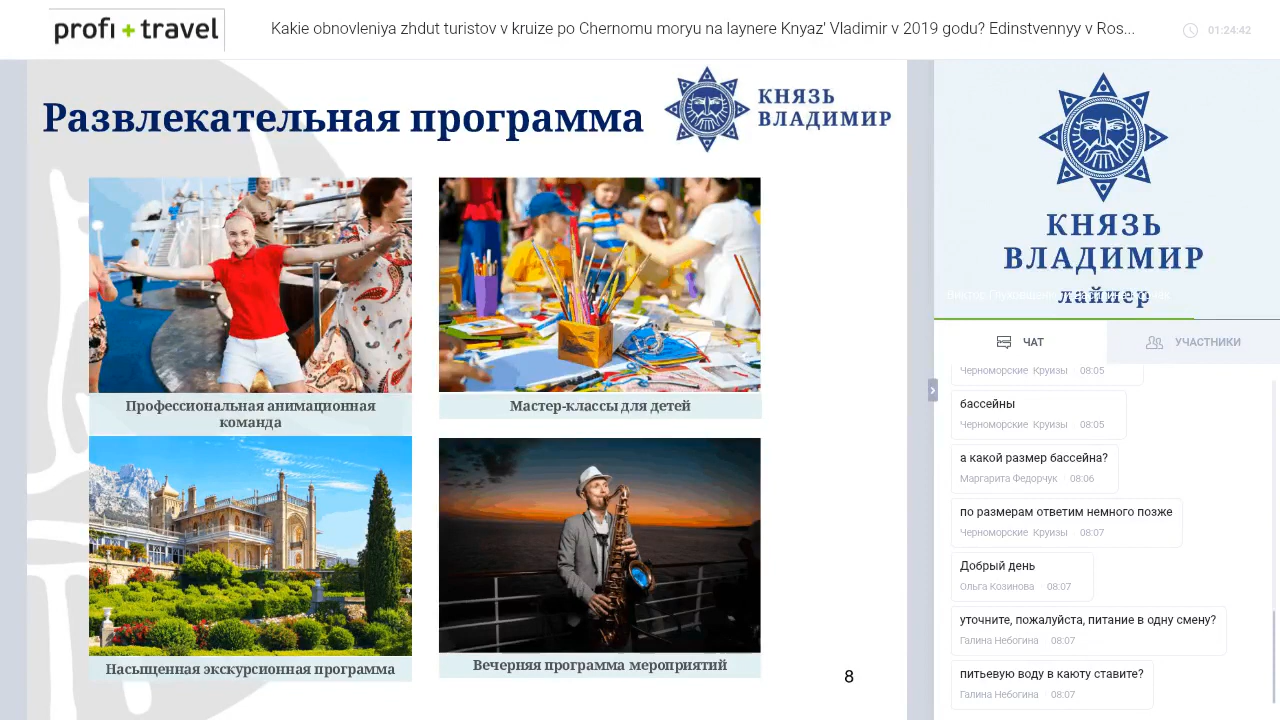 profi + travel
Kakie obnovleniya zhdut turistov v kruize po Chernomu moryu na laynere Knyaz' Vladimir v 2019 godu? Edinstvennyy v Ros...
01:24:42
Развлекательная программа
КНЯЗЬ
ВЛАДИМИР
Профессиональная анимационная
команда
Мастер-классы для детей
Насыщенная экскурсионная программа
Вечерняя программа мероприятий
8
КНЯЗЬ
ВЛАДИМИР
лайнер
ЧАТ
УЧАСТНИКИ
Черноморские Круизы 08:05
бассейны
Черноморские Круизы 08:05
а какой размер бассейна?
Маргарита Федорчук 08:06
по размерам ответим немного позже
Черноморские Круизы 08:07
Добрый день
Ольга Козинова 08:07
уточните, пожалуйста, питание в одну смену?
Галина Небогина 08:07
питьевую воду в каюту ставите?
Галина Небогина 08:07